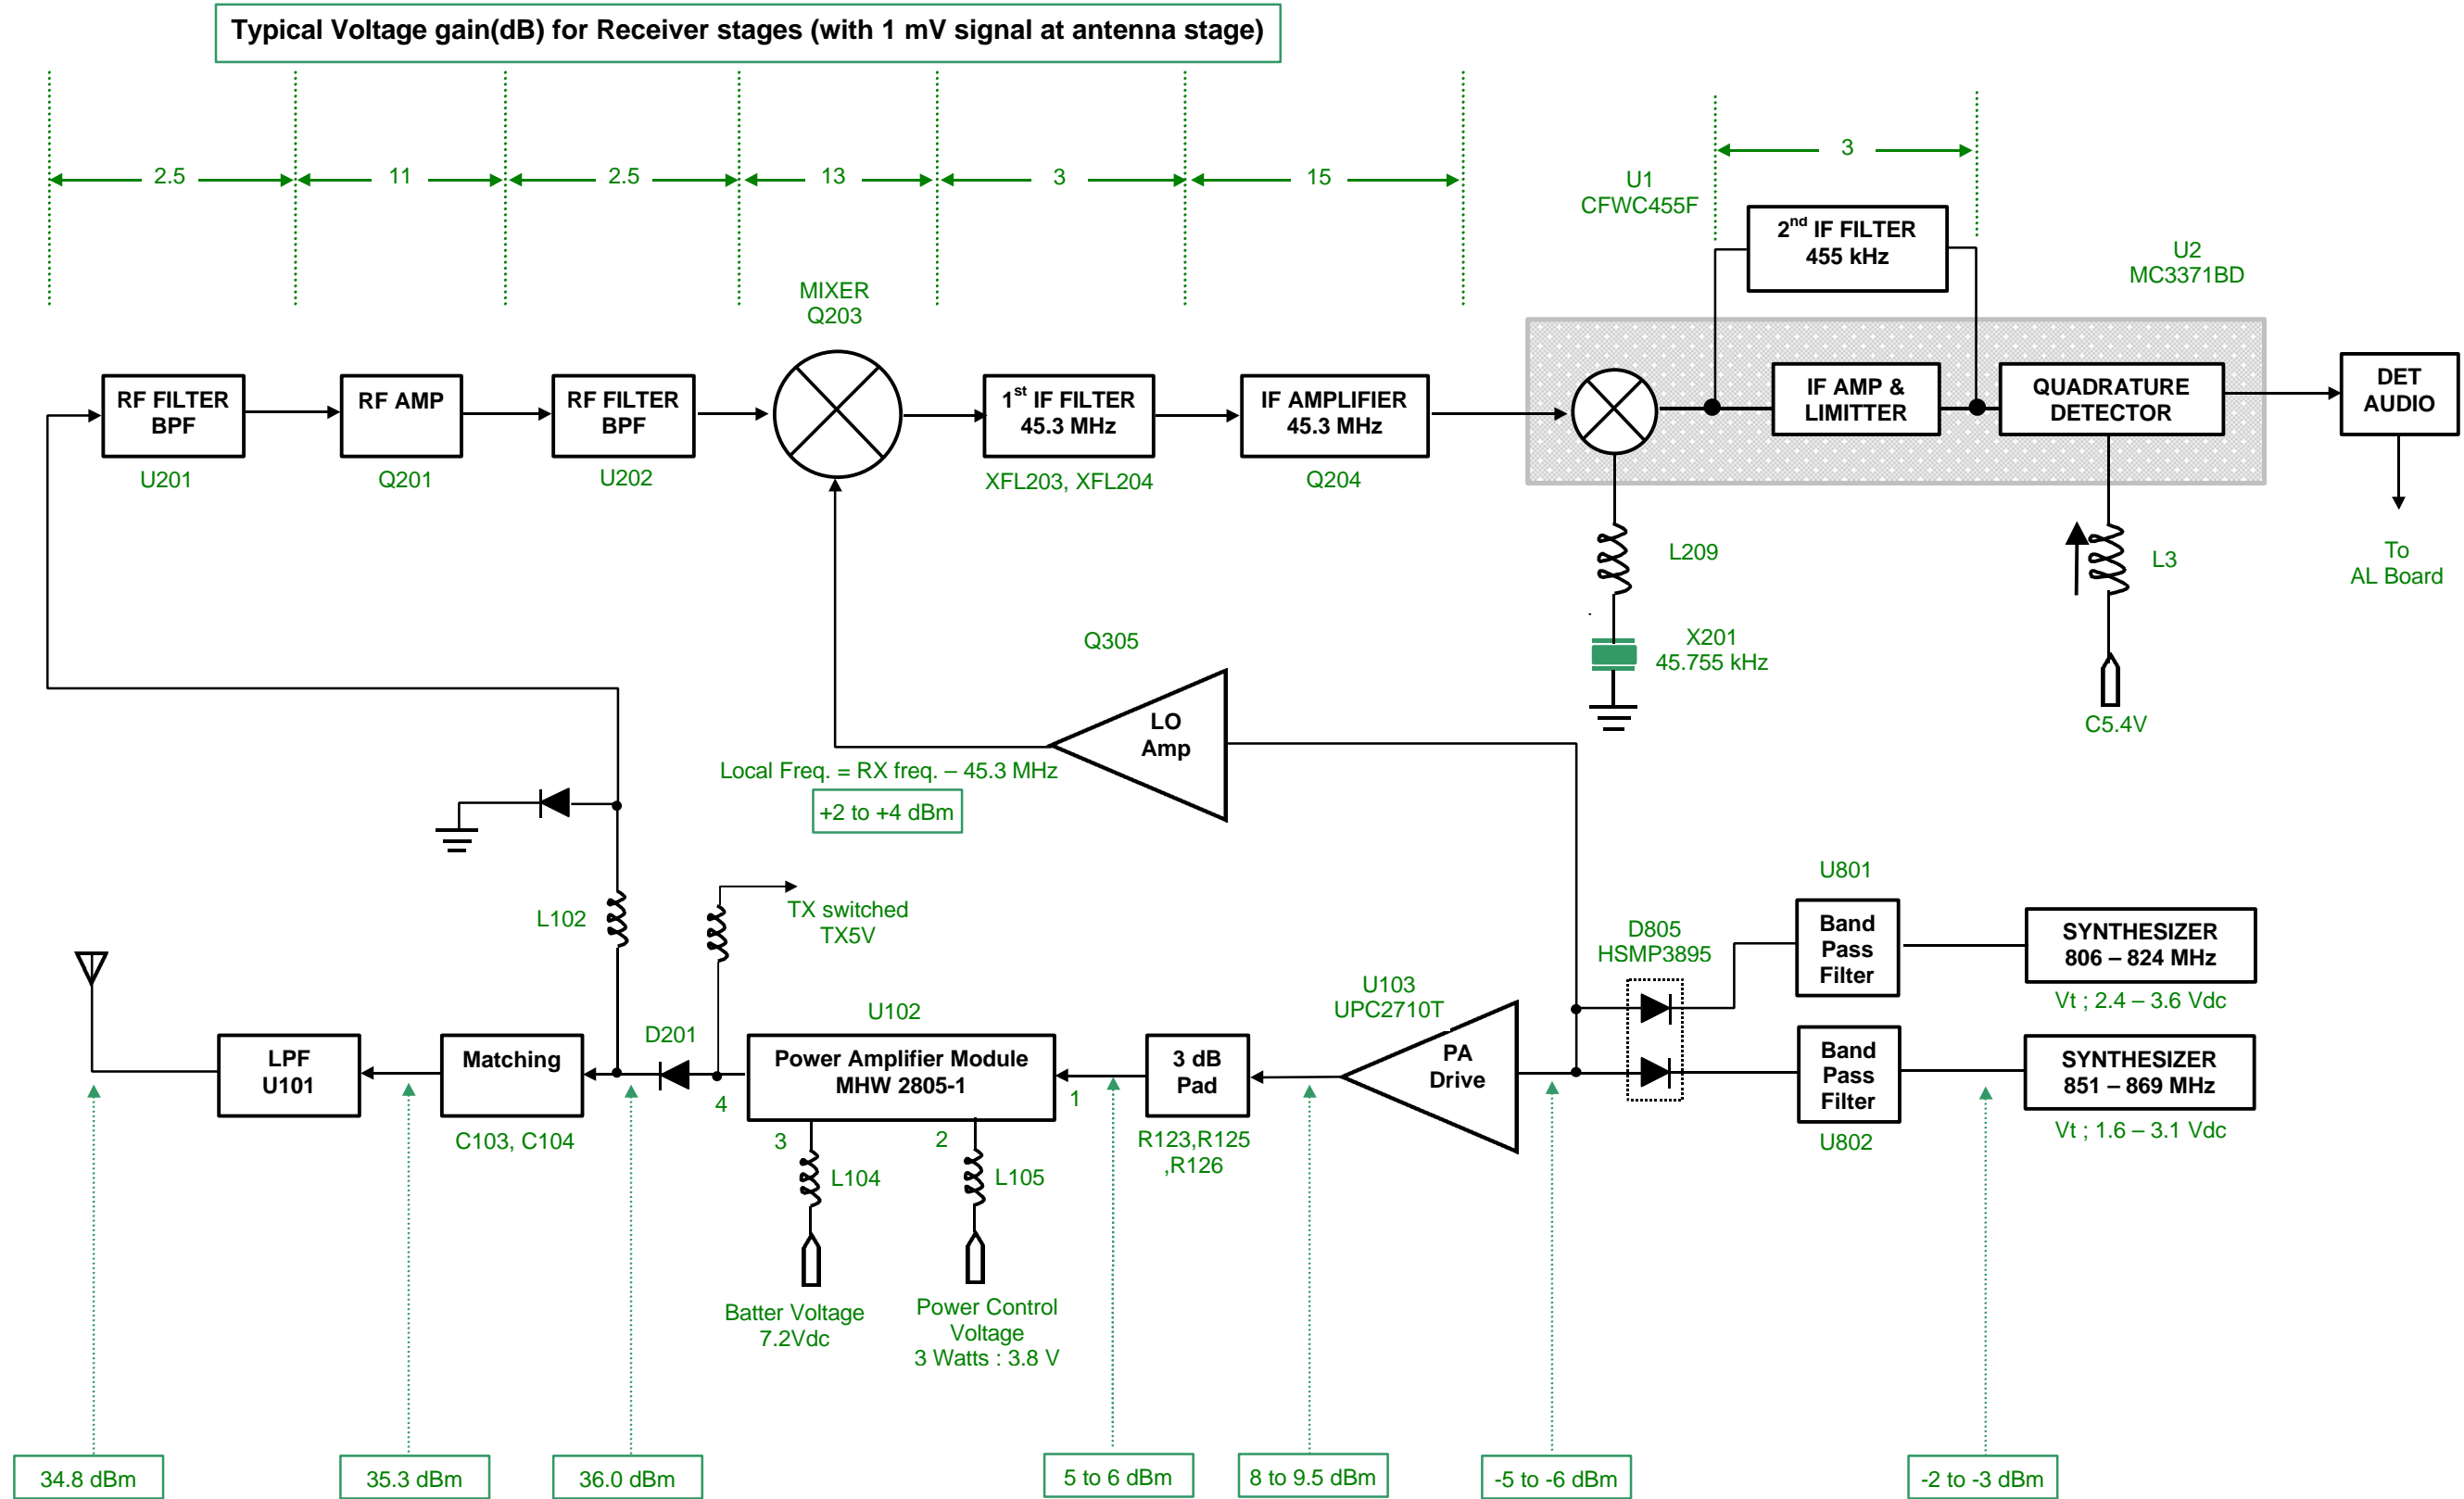 Typical Voltage gain(dB) for Receiver stages (with 1 mV signal at antenna stage)
2.5
11
2.5
13
3
15
3
U1
CFWC455F
2nd IF FILTER
455 kHz
U2
MC3371BD
MIXER
Q203
RF FILTER
BPF
U201
RF AMP
Q201
RF FILTER
BPF
U202
1st IF FILTER
45.3 MHz
XFL203, XFL204
IF AMPLIFIER
45.3 MHz
Q204
IF AMP &
LIMITTER
QUADRATURE
DETECTOR
DET
AUDIO
To
AL Board
L209
L3
X201
45.755 kHz
C5.4V
Q305
LO
Amp
Local Freq. = RX freq. – 45.3 MHz
+2 to +4 dBm
L102
TX switched
TX5V
U801
Band
Pass
Filter
SYNTHESIZER
806 – 824 MHz
Vt ; 2.4 – 3.6 Vdc
D805
HSMP3895
U103
UPC2710T
PA
Drive
Band
Pass
Filter
U802
SYNTHESIZER
851 – 869 MHz
Vt ; 1.6 – 3.1 Vdc
LPF
U101
Matching
C103, C104
D201
U102
Power Amplifier Module
MHW 2805-1
4
3
2
1
3 dB
Pad
R123,R125
,R126
L104
L105
Batter Voltage
7.2Vdc
Power Control
Voltage
3 Watts : 3.8 V
34.8 dBm
35.3 dBm
36.0 dBm
5 to 6 dBm
8 to 9.5 dBm
-5 to -6 dBm
-2 to -3 dBm